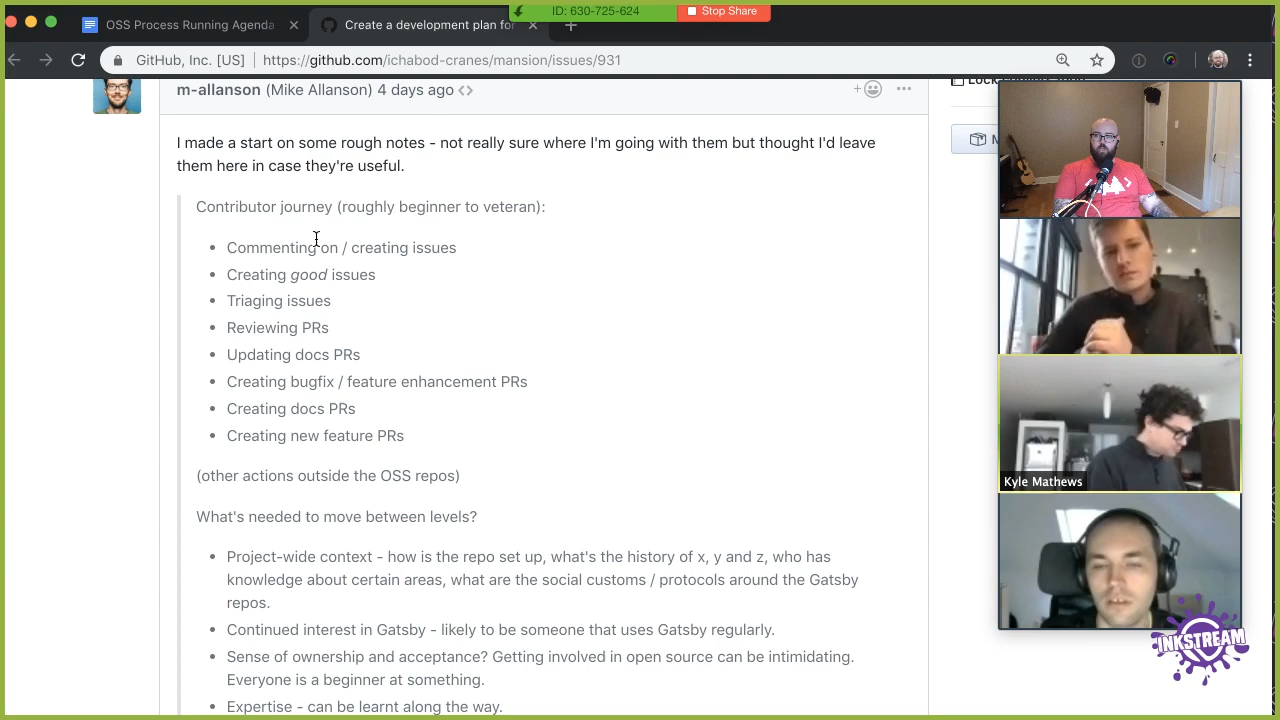 ID: 630-725-624
Stop Share
OSS Process Running Agenda
Create a development plan for
GitHub, Inc. [US]
https://github.com/ichabod-cranes/mansion/issues/931
m-allanson (Mike Allanson) 4 days ago
I made a start on some rough notes - not really sure where I'm going with them but thought I'd leave
them here in case they're useful.
Contributor journey (roughly beginner to veteran):
• Commenting on / creating issues
• Creating good issues
• Triaging issues
• Reviewing PRs
• Updating docs PRs
• Creating bugfix / feature enhancement PRs
• Creating docs PRs
• Creating new feature PRs
(other actions outside the OSS repos)
What's needed to move between levels?
• Project-wide context - how is the repo set up, what's the history of x, y and z, who has
knowledge about certain areas, what are the social customs / protocols around the Gatsby
repos.
• Continued interest in Gatsby - likely to be someone that uses Gatsby regularly.
• Sense of ownership and acceptance? Getting involved in open source can be intimidating.
Everyone is a beginner at something.
• Expertise - can be learnt along the way.
Kyle Mathews
INKSTREAM